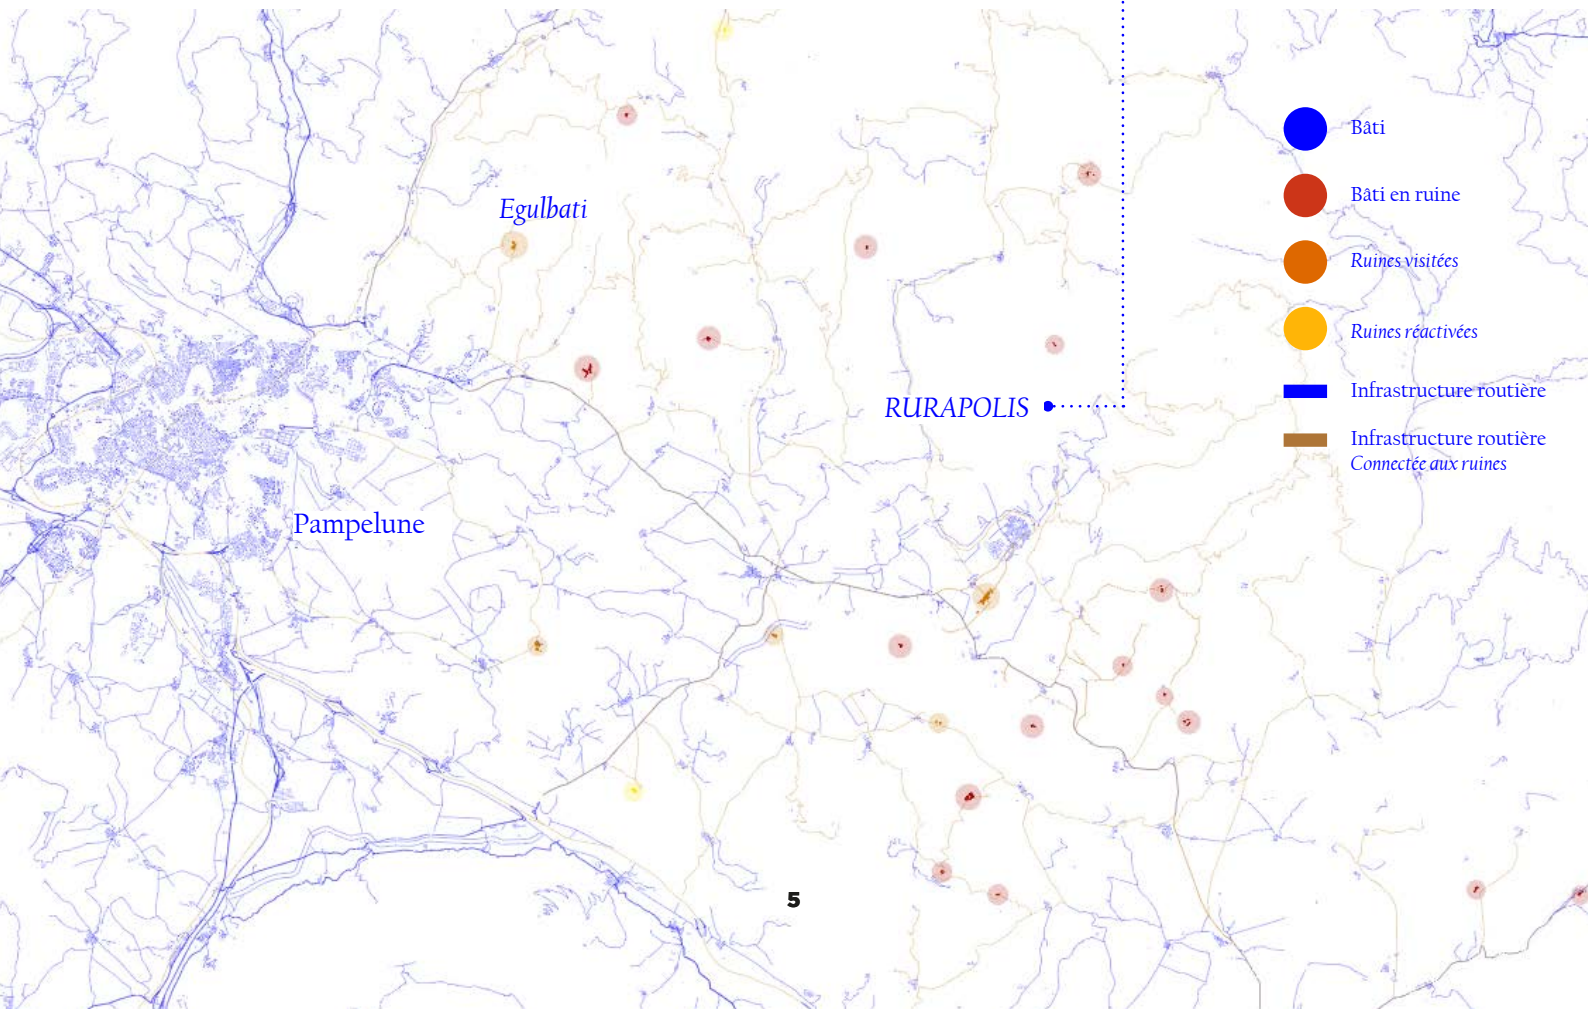 Bâti
Bâti en ruine
Egulbati
Ruines visitées
Ruines réactivées
Infrastructure routière
RURAPOLIS
Infrastructure routière
Connectée aux ruines
Pampelune
5